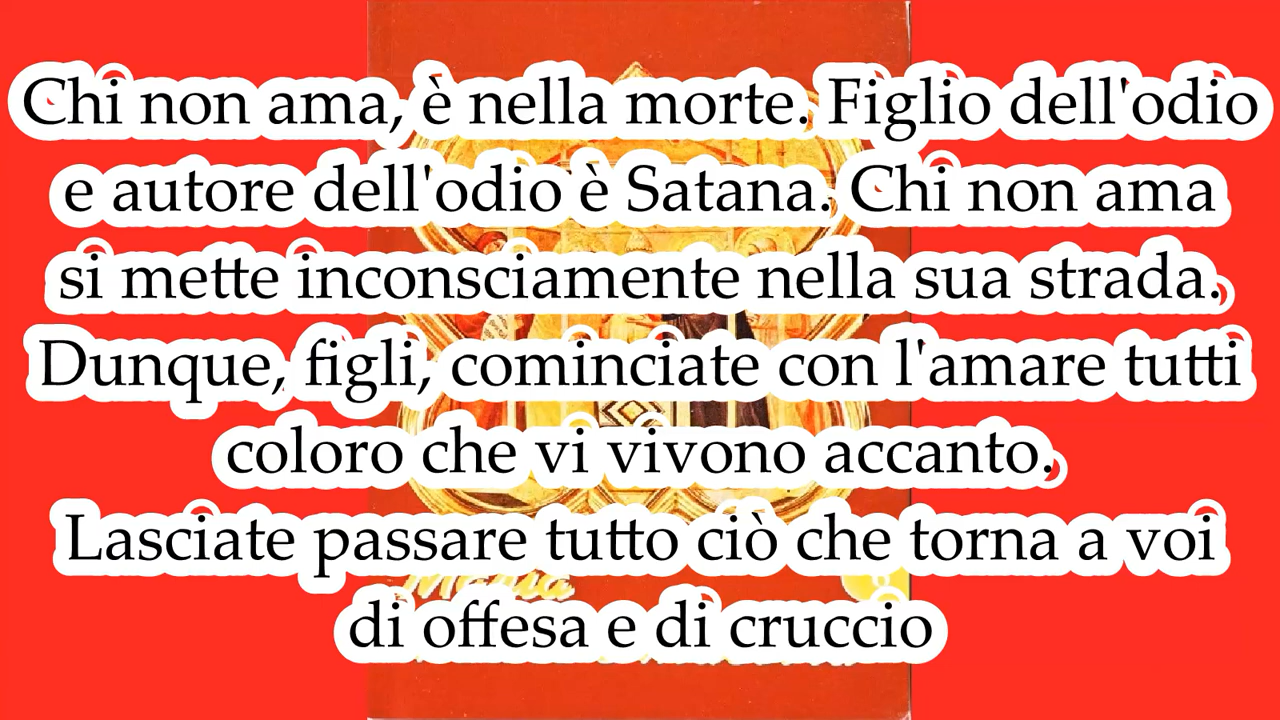 Chi non ama, è nella morte. Figlio dell'odio
e autore dell'odio è Satana. Chi non ama
si mette inconsciamente nella sua strada.
Dunque, figli, cominciate con l'amare tutti
coloro che vi vivono accanto.
Lasciate passare tutto ciò che torna a voi
Maria
di offesa e di cruccio